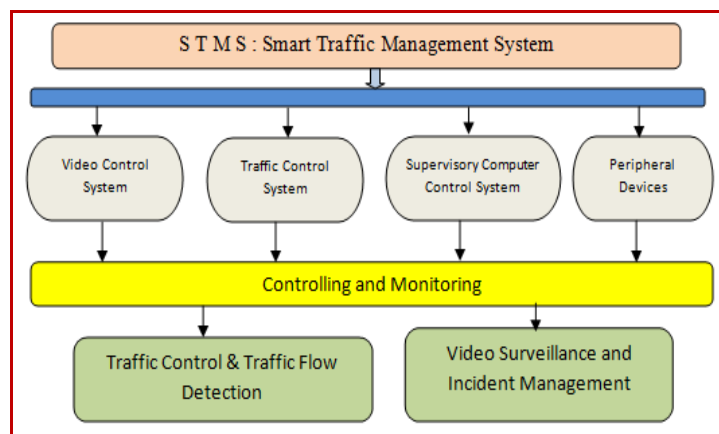 S T M S : Smart Traffic Management System
Video Control
System
Traffic Control
System
Supervisory Computer
Control System
Peripheral
Devices
Controlling and Monitoring
Traffic Control & Traffic Flow
Detection
Video Surveillance and
Incident Management